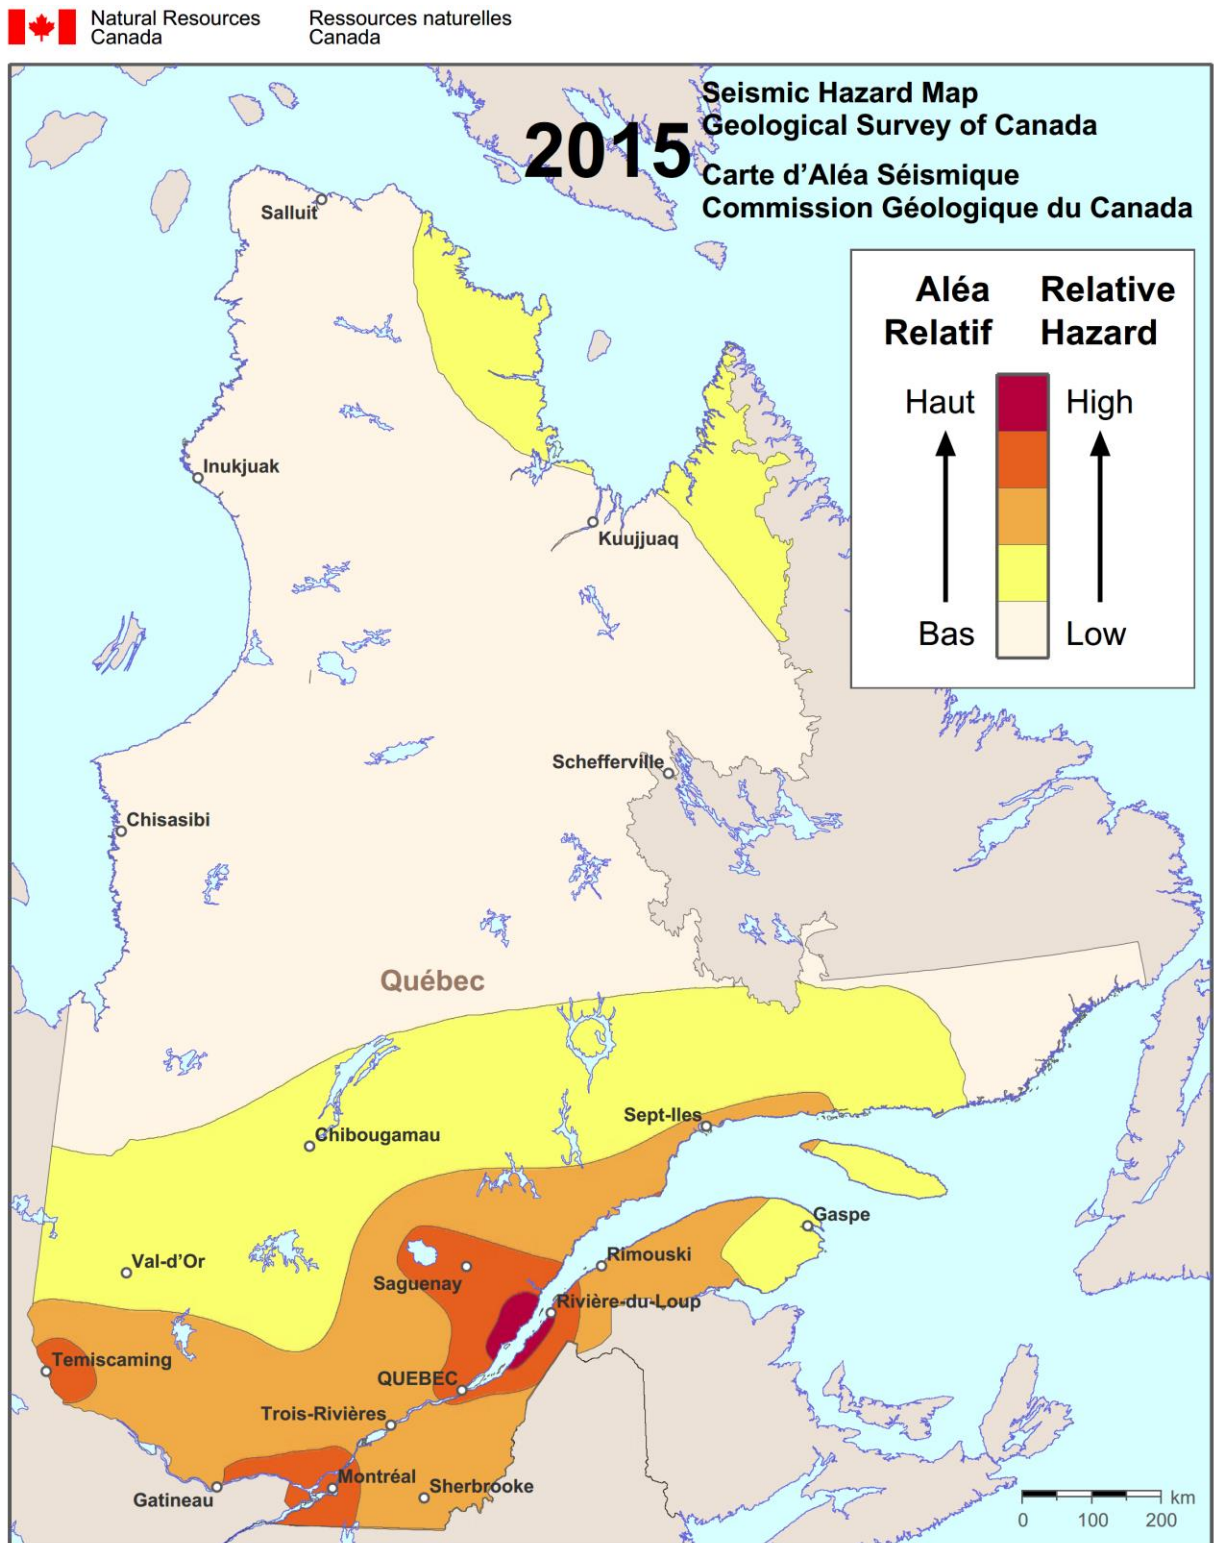 Natural Resources
Canada
Ressources naturelles
Canada
2015
Seismic Hazard Map
Geological Survey of Canada
Carte d'Aléa Séismique
Commission Géologique du Canada
Aléa
Relatif
Relative
Hazard
Haut
High
Bas
Low
Salluit
Inukjuak
Kuujjuaq
Schefferville
Chisasibi
Québec
Sept-Iles
Chibougamau
Gaspe
Val-d'Or
Rimouski
Saguenay
Rivière-du-Loup
Temiscaming
QUEBEC
Trois-Rivières
Montréal
Sherbrooke
Gatineau
km
0 100 200